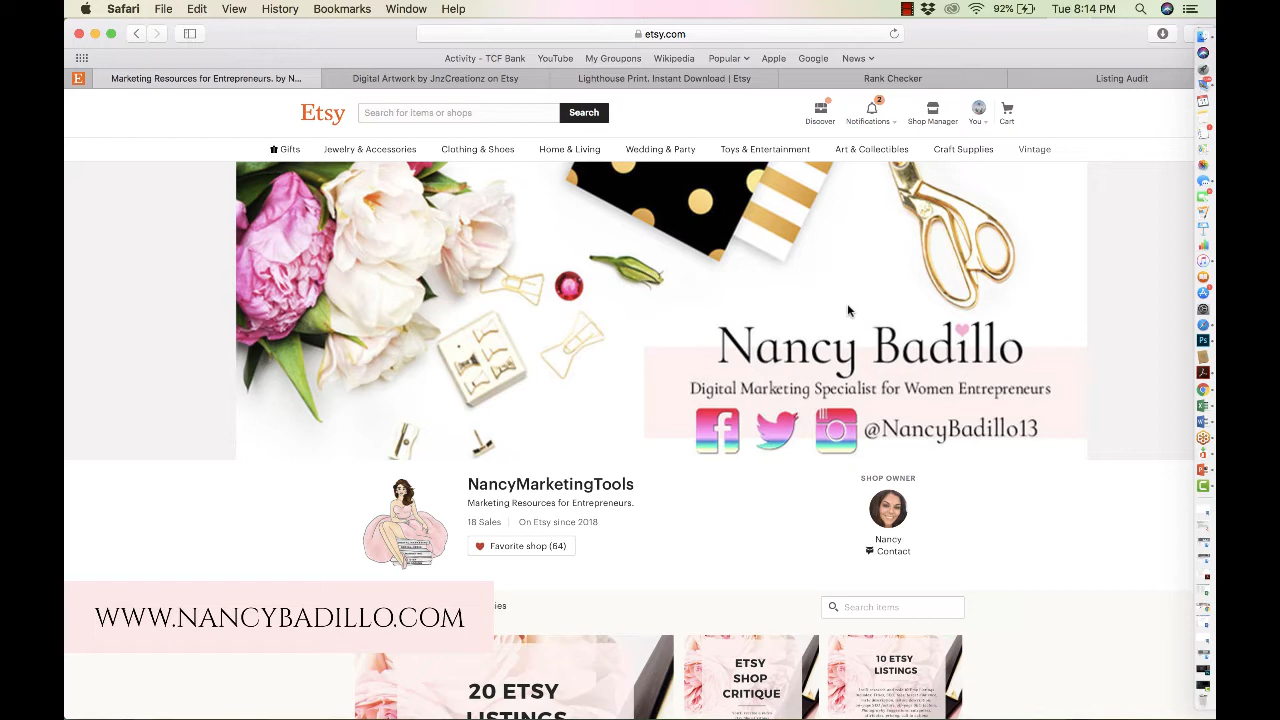 Safari File Edit View History Bookmarks Window Help 92% Tue 8:14 PM
etsy.com
Activity - TCF Bank YouTube My Groupons Wikipedia Popular Apple Google News
Marketing Resources for Entrepreneurs. by N... Digital Artwork by JnzCreationz on Etsy Lighthouse Print. Instant Download | Etsy Rank Checker Listing Audit
Etsy Search for items or shops Search Discover 2 Notifications Shop Manager You Cart
Gifts Jewelry & Accessories Clothing & Shoes Home & Living Wedding & Party Toys & Entertainment Art & Collectibles Craft Supplies Vintage
Nancy Badillo
Digital Marketing Specialist for Women Entrepreneurs
@NancyBadillo13
NancyMarketingTools
Marketing Resources for Entrepreneurs.
18 Sales On Etsy since 2018
Favorite shop (64)
SHOP OWNER
Nancy
Contact
WWW.NANCYBADILLO.COM
ies
Search items
20 ETSY
LISTINGS
ETSY
SHOP
CRITIQUE
10 ETSY
LISTINGS